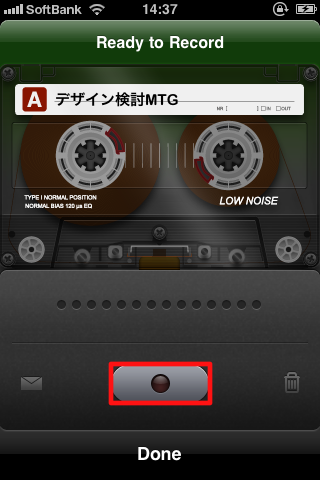 SoftBank 14:37
Ready to Record
A デザイン検討MTG
NR [ ] □IN □OUT
TYPE I NORMAL POSITION
NORMAL BIAS 120 μs EQ
LOW NOISE
Done